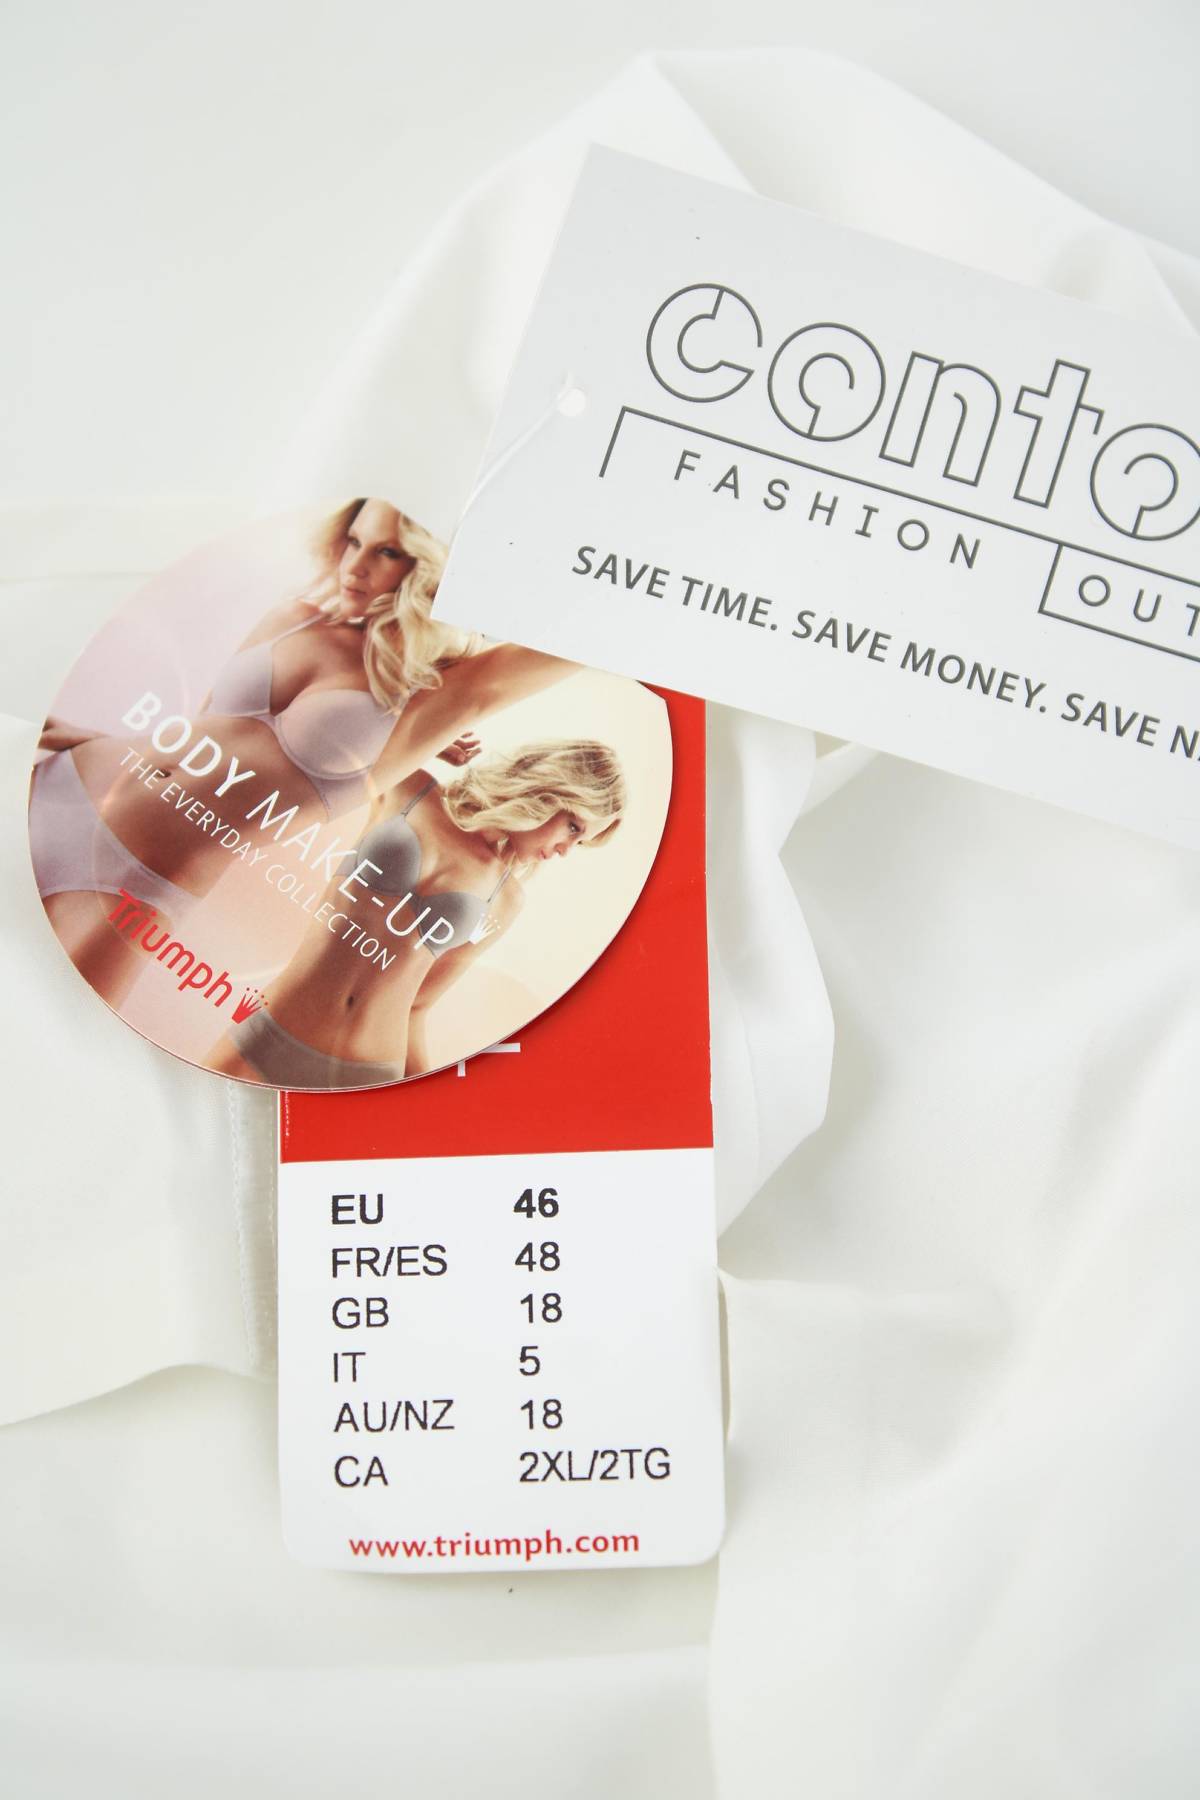 conto
FASHION
OUT
SAVE TIME. SAVE MONEY. SAVE
BODY MAKE-UP
THE EVERYDAY COLLECTION
Triumph
EU 46
FR/ES 48
GB 18
IT 5
AU/NZ 18
CA 2XL/2TG
www.triumph.com